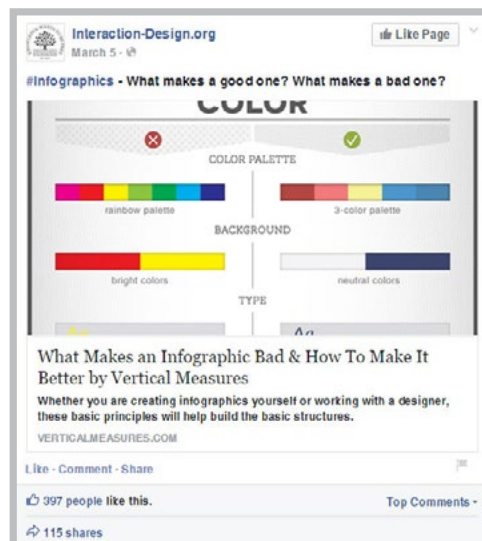 Interaction-Design.org
Like Page
March 5 ·
#Infographics - What makes a good one? What makes a bad one?
COLOR
COLOR PALETTE
rainbow palette
3-color palette
BACKGROUND
bright colors
neutral colors
TYPE
Aa
Aa
What Makes an Infographic Bad & How To Make It
Better by Vertical Measures
Whether you are creating infographics yourself or working with a designer,
these basic principles will help build the basic structures.
VERTICALMEASURES.COM
Like · Comment · Share
397 people like this.
Top Comments
115 shares